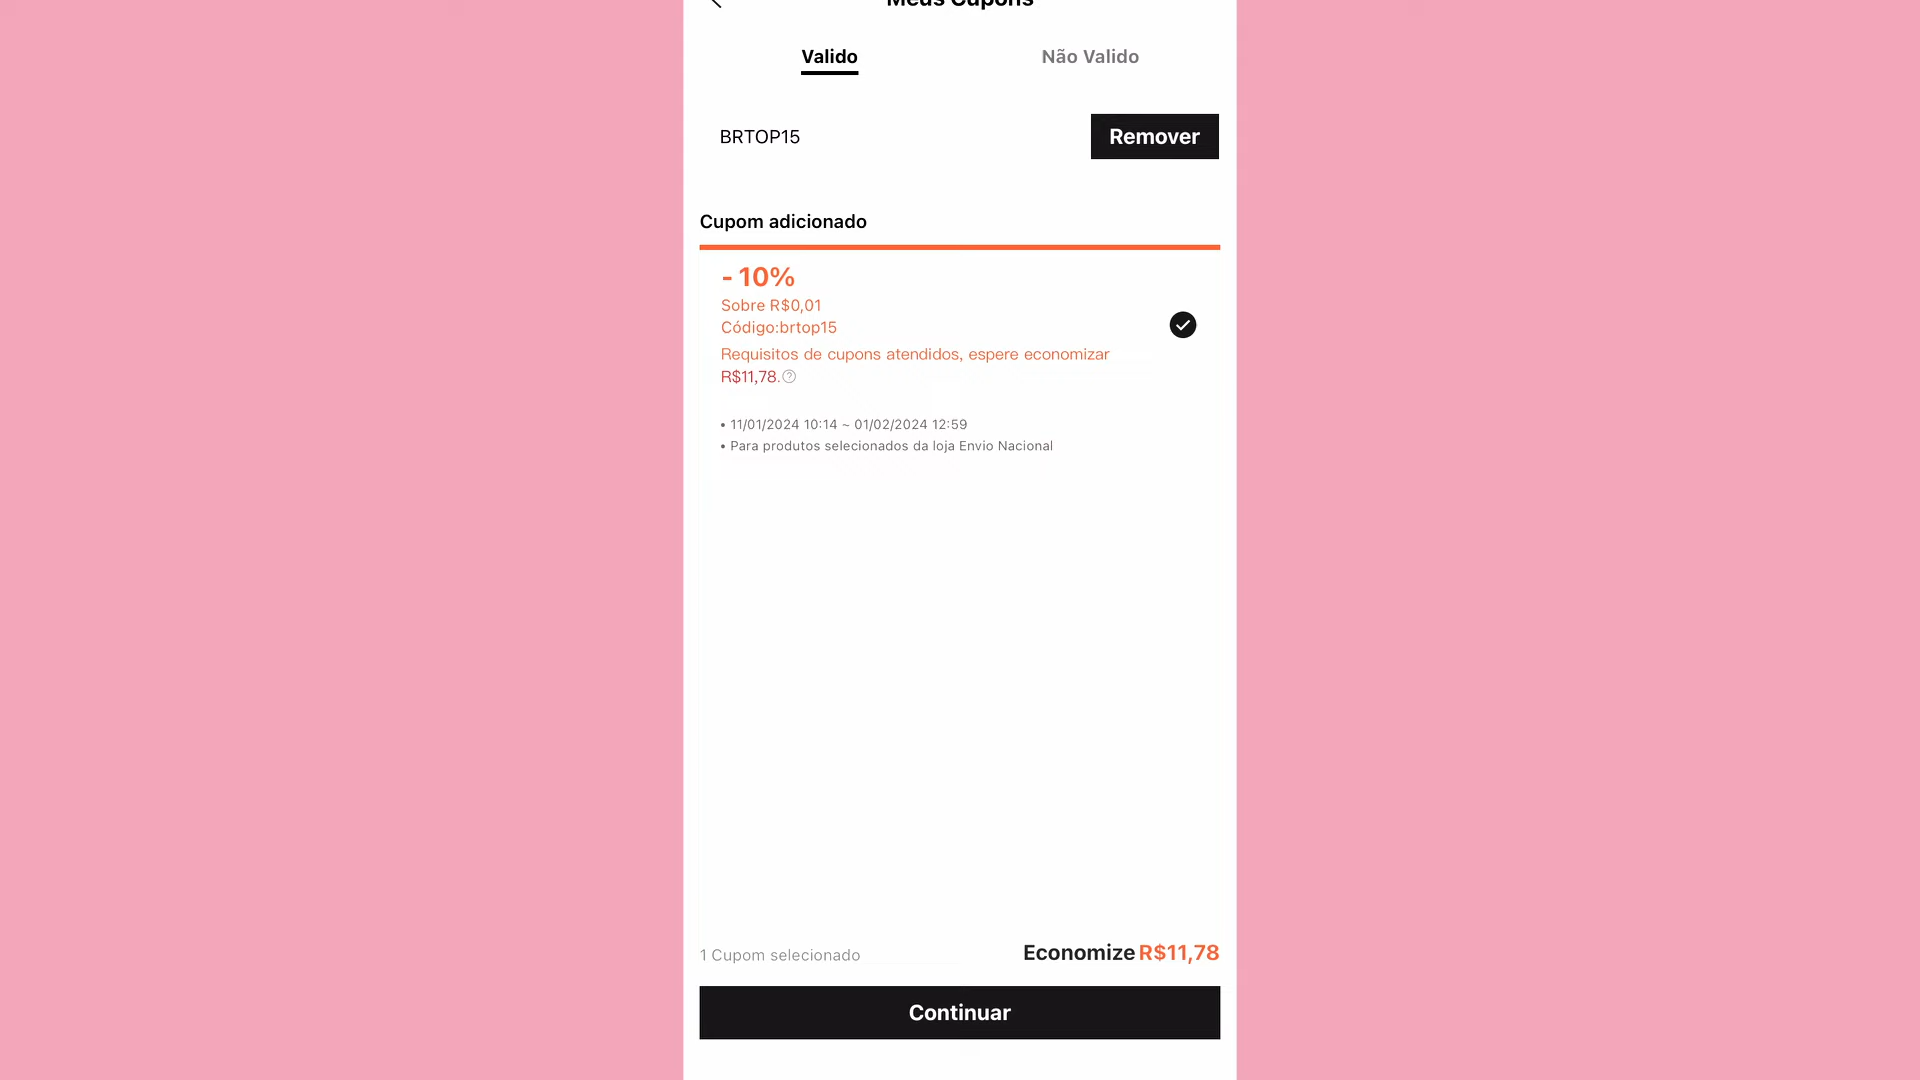 Meus Cupons
Valido
Não Valido
BRTOP15
Remover
Cupom adicionado
- 10%
Sobre R$0,01
Código:brtop15
Requisitos de cupons atendidos, espere economizar
R$11,78.
• 11/01/2024 10:14 ~ 01/02/2024 12:59
• Para produtos selecionados da loja Envio Nacional
1 Cupom selecionado
Economize R$11,78
Continuar